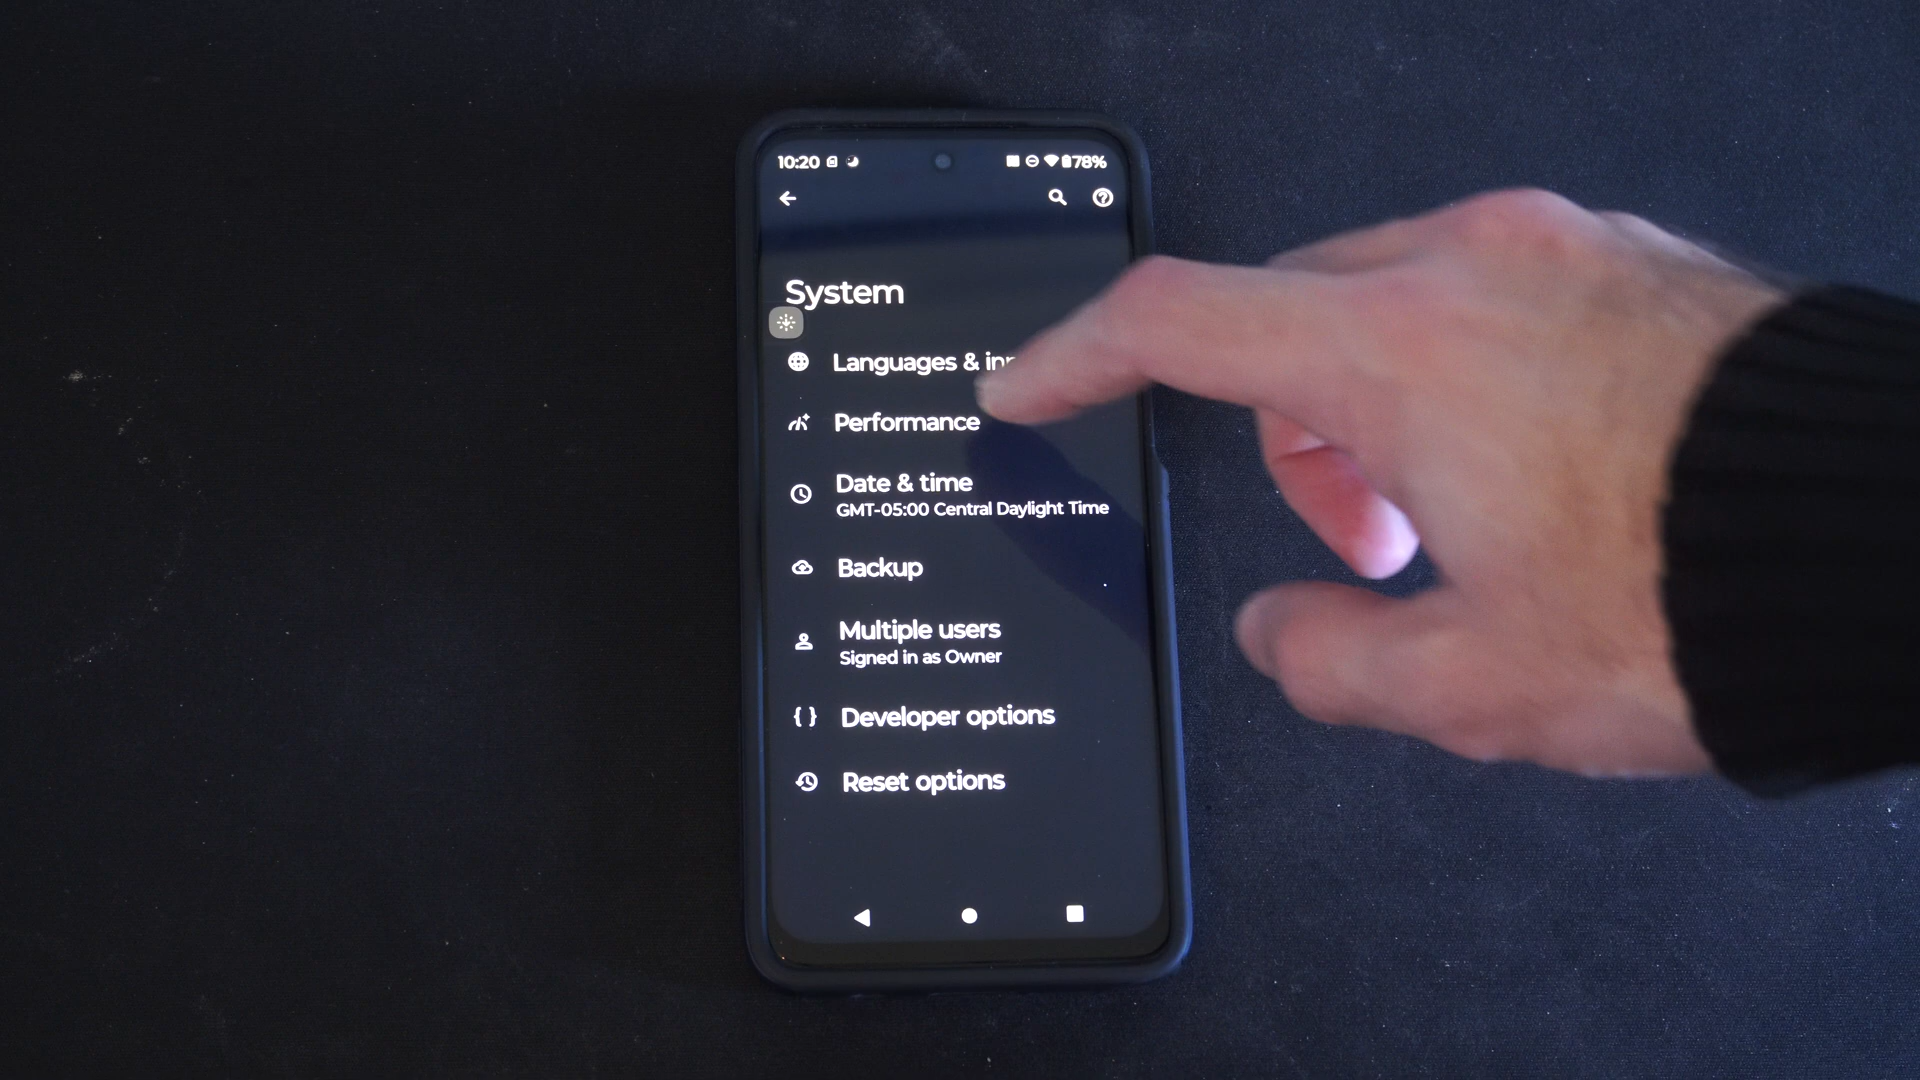 10:20 78%
System
Languages &
Performance
Date & time
GMT-05:00 Central Daylight Time
Backup
Multiple users
Signed in as Owner
Developer options
Reset options